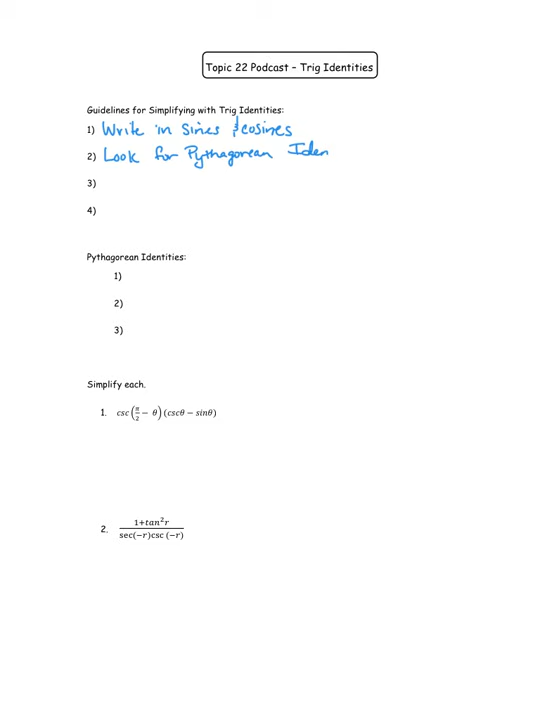 Topic 22 Podcast – Trig Identities
Guidelines for Simplifying with Trig Identities:
1) Write in Sines & cosines
2) Look for Pythagorean Iden
3)
4)
Pythagorean Identities:
1)
2)
3)
Simplify each.
1. csc(π/2 − θ)(cscθ − sinθ)
2. (1+tan²r)/(sec(−r)csc(−r))